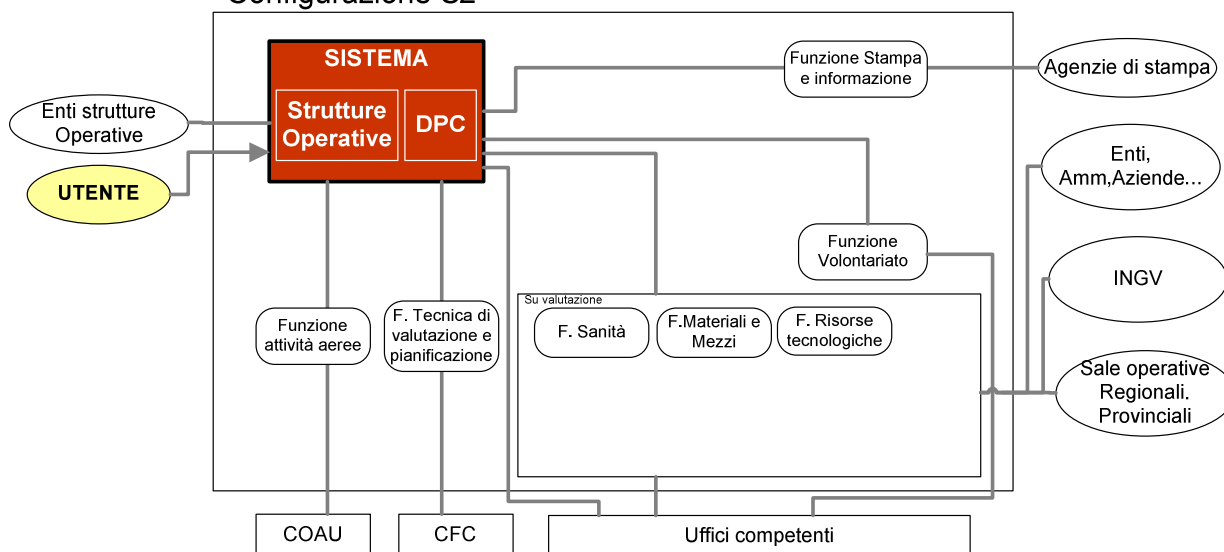 Configurazione S2
SISTEMA
Strutture
Operative
DPC
Funzione Stampa
e informazione
Agenzie di stampa
Enti strutture
Operative
UTENTE
Enti,
Amm,Aziende...
Funzione
Volontariato
INGV
Su valutazione
F. Sanità
F.Materiali e
Mezzi
F. Risorse
tecnologiche
Funzione
attività aeree
F. Tecnica di
valutazione e
pianificazione
Sale operative
Regionali.
Provinciali
COAU
CFC
Uffici competenti